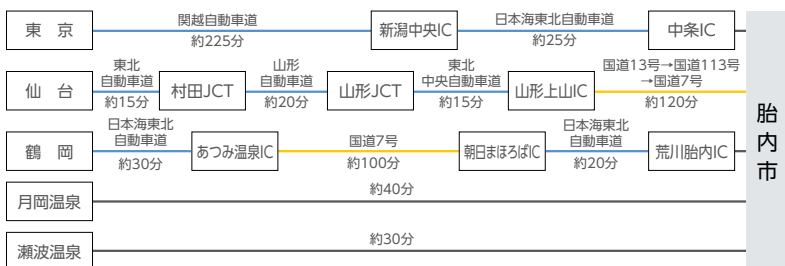 関越自動車道
日本海東北自動車道
東 京
新潟中央IC
中条IC
約225分
約25分
東北
自動車道
山形
自動車道
東北
中央自動車道
国道13号→国道113号
→国道7号
仙 台
村田JCT
山形JCT
山形上山IC
約15分
約20分
約15分
約120分
日本海東北
自動車道
国道7号
日本海東北
自動車道
鶴 岡
あつみ温泉IC
朝日まほろばIC
荒川胎内IC
約30分
約100分
約20分
月岡温泉
約40分
瀬波温泉
約30分
胎内市